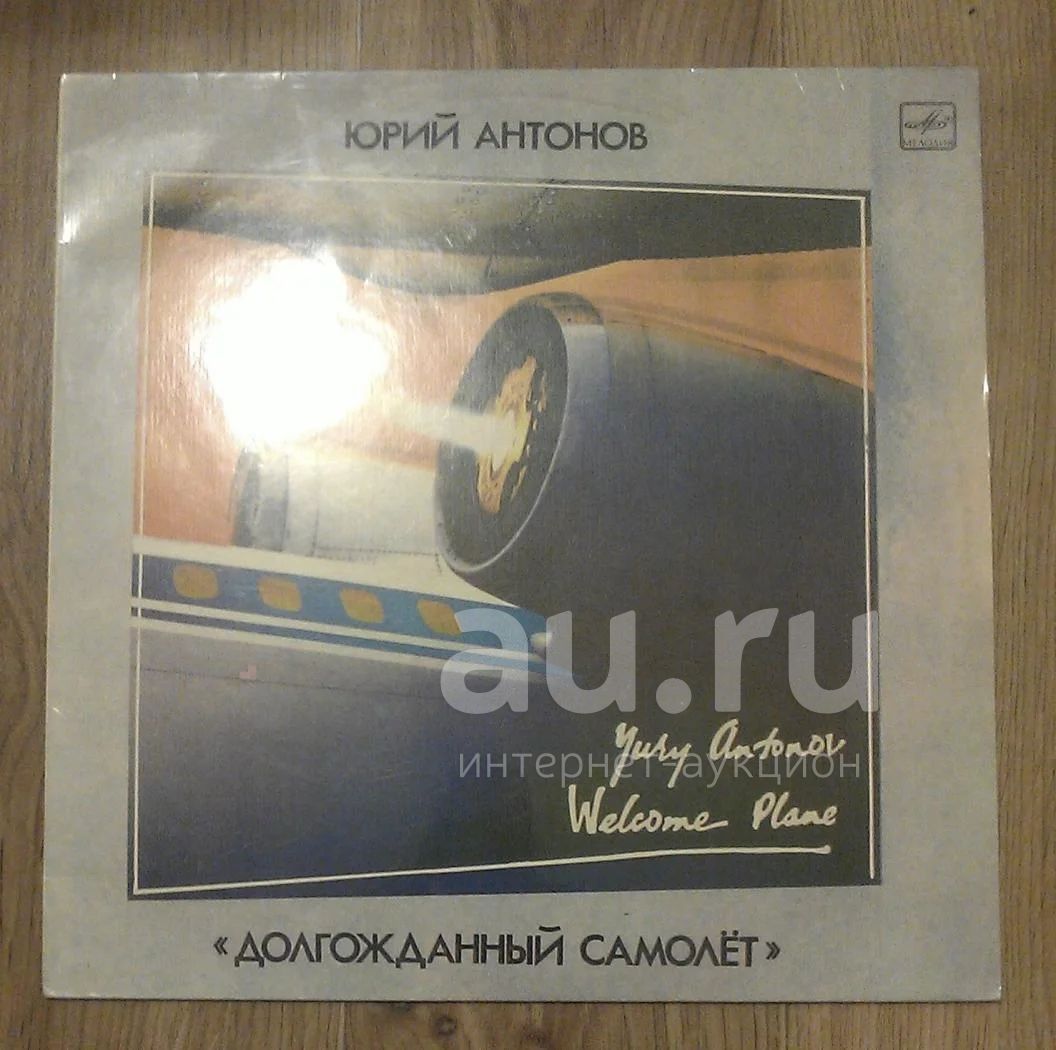 ЮРИЙ АНТОНОВ
МЕЛОДИЯ
au.ru
интернет-аукцион
Yury Antonov
Welcome Plane
«ДОЛГОЖДАННЫЙ САМОЛЁТ»